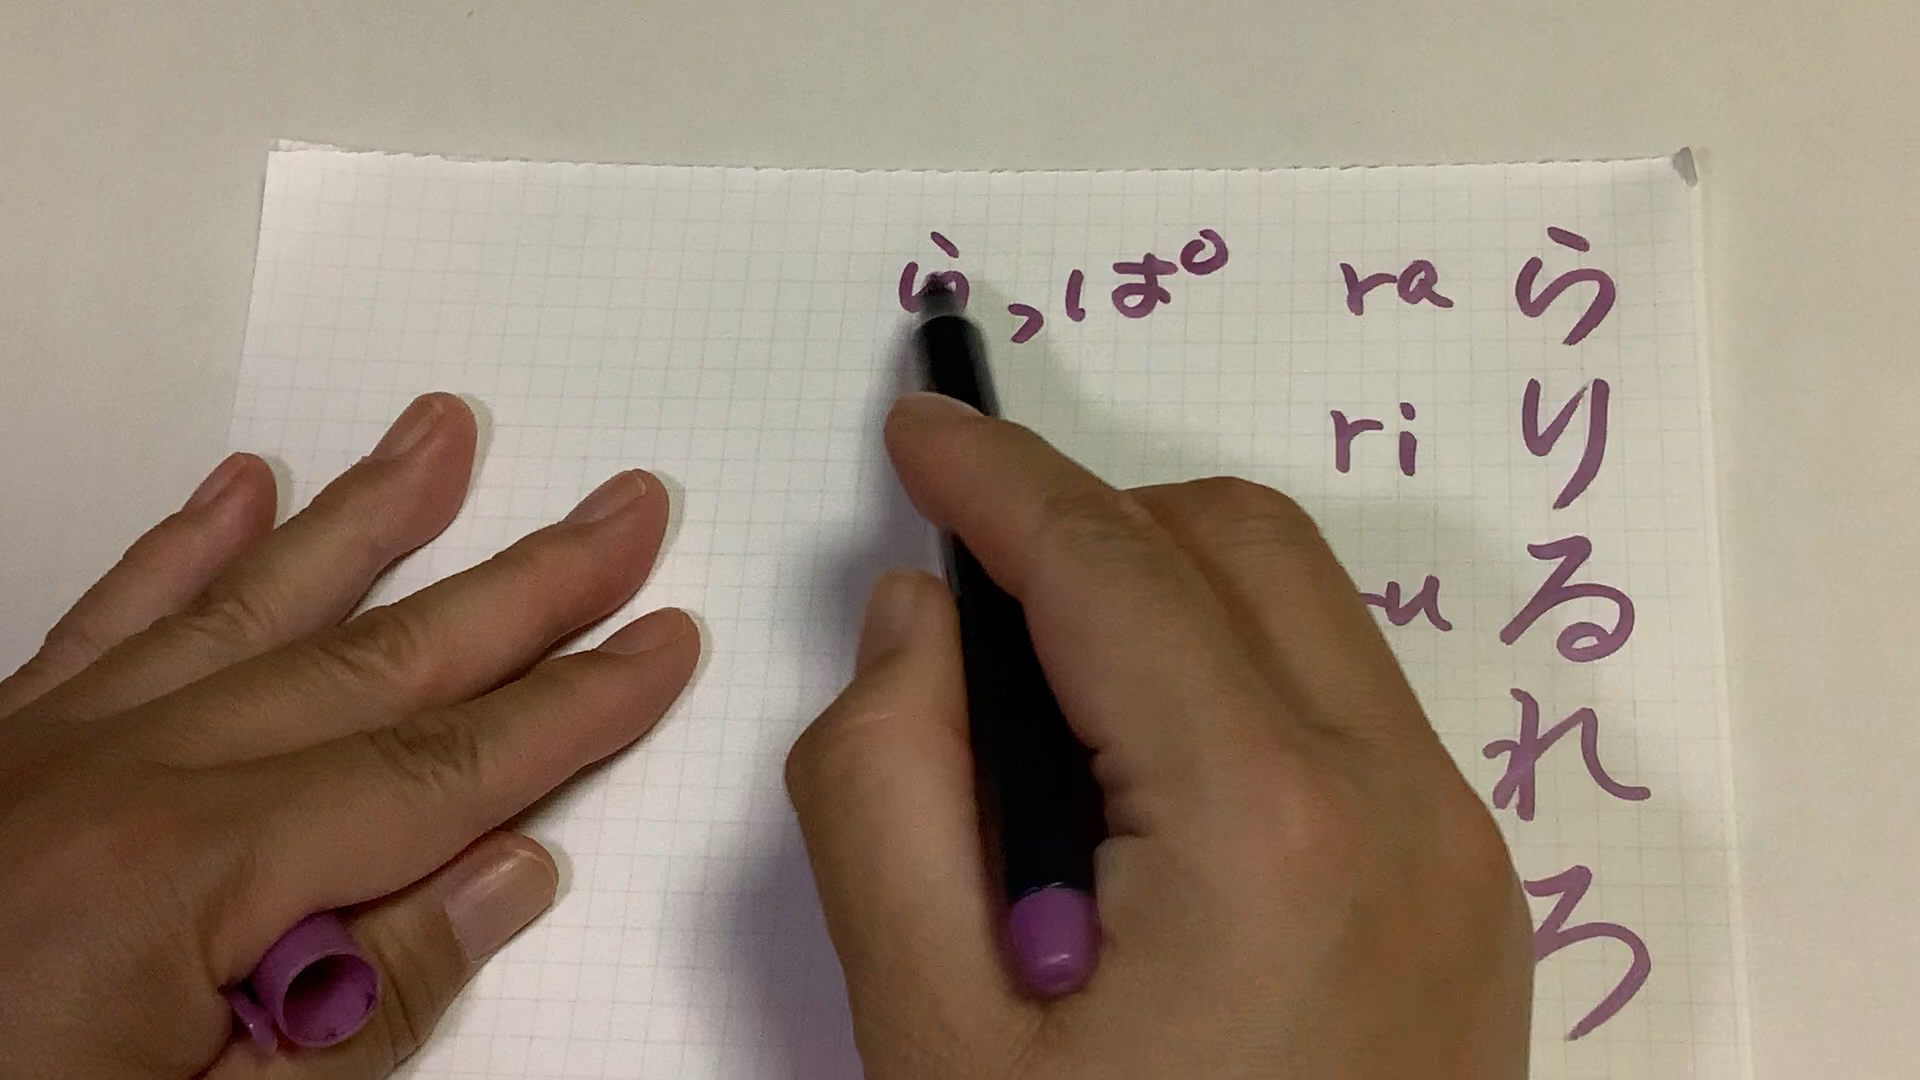 らっぱ ra ら
ri り
u る
れ
ろ